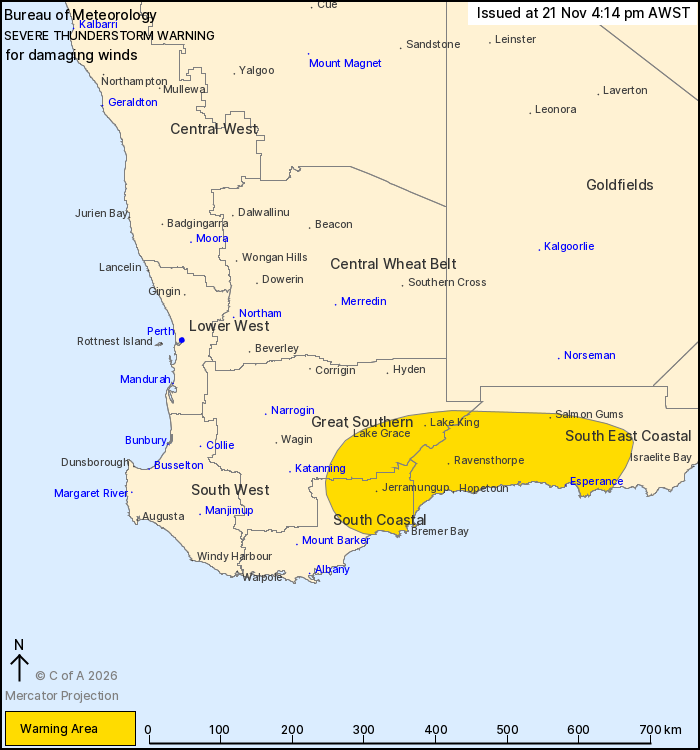 Bureau of Meteorology
SEVERE THUNDERSTORM WARNING
for damaging winds
Issued at 21 Nov 4:14 pm AWST
Cue
Kalbarri
Leinster
Sandstone
Mount Magnet
Yalgoo
Northampton
Mullewa
Laverton
Geraldton
Leonora
Central West
Goldfields
Jurien Bay
Dalwallinu
Badgingarra
Beacon
Moora
Kalgoorlie
Wongan Hills
Central Wheat Belt
Lancelin
Dowerin
Southern Cross
Gingin
Merredin
Northam
Lower West
Perth
Rottnest Island
Beverley
Norseman
Corrigin
Hyden
Mandurah
Narrogin
Salmon Gums
Great Southern
Lake King
Lake Grace
South East Coastal
Bunbury
Wagin
Collie
Israelite Bay
Dunsborough
Busselton
Katanning
Ravensthorpe
Esperance
South West
Jerramungup
Hopetoun
Margaret River
Manjimup
Augusta
South Coastal
Bremer Bay
Mount Barker
Windy Harbour
Albany
Walpole
N
© C of A 2026
Mercator Projection
Warning Area
0 100 200 300 400 500 600 700 km